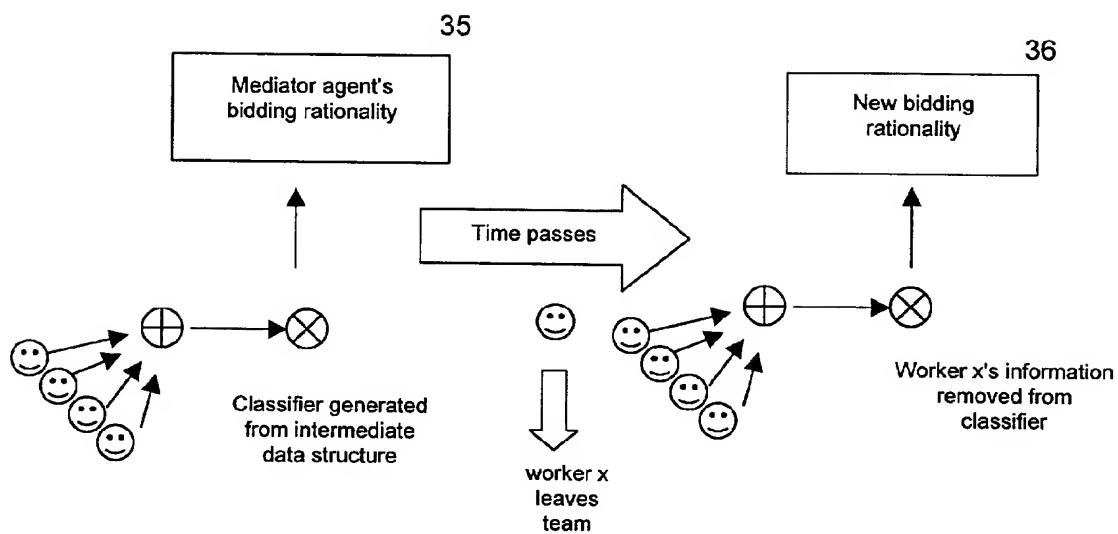 35
Mediator agent's
bidding rationality
36
New bidding
rationality
Time passes
Classifier generated
from intermediate
data structure
worker x
leaves
team
Worker x's information
removed from
classifier